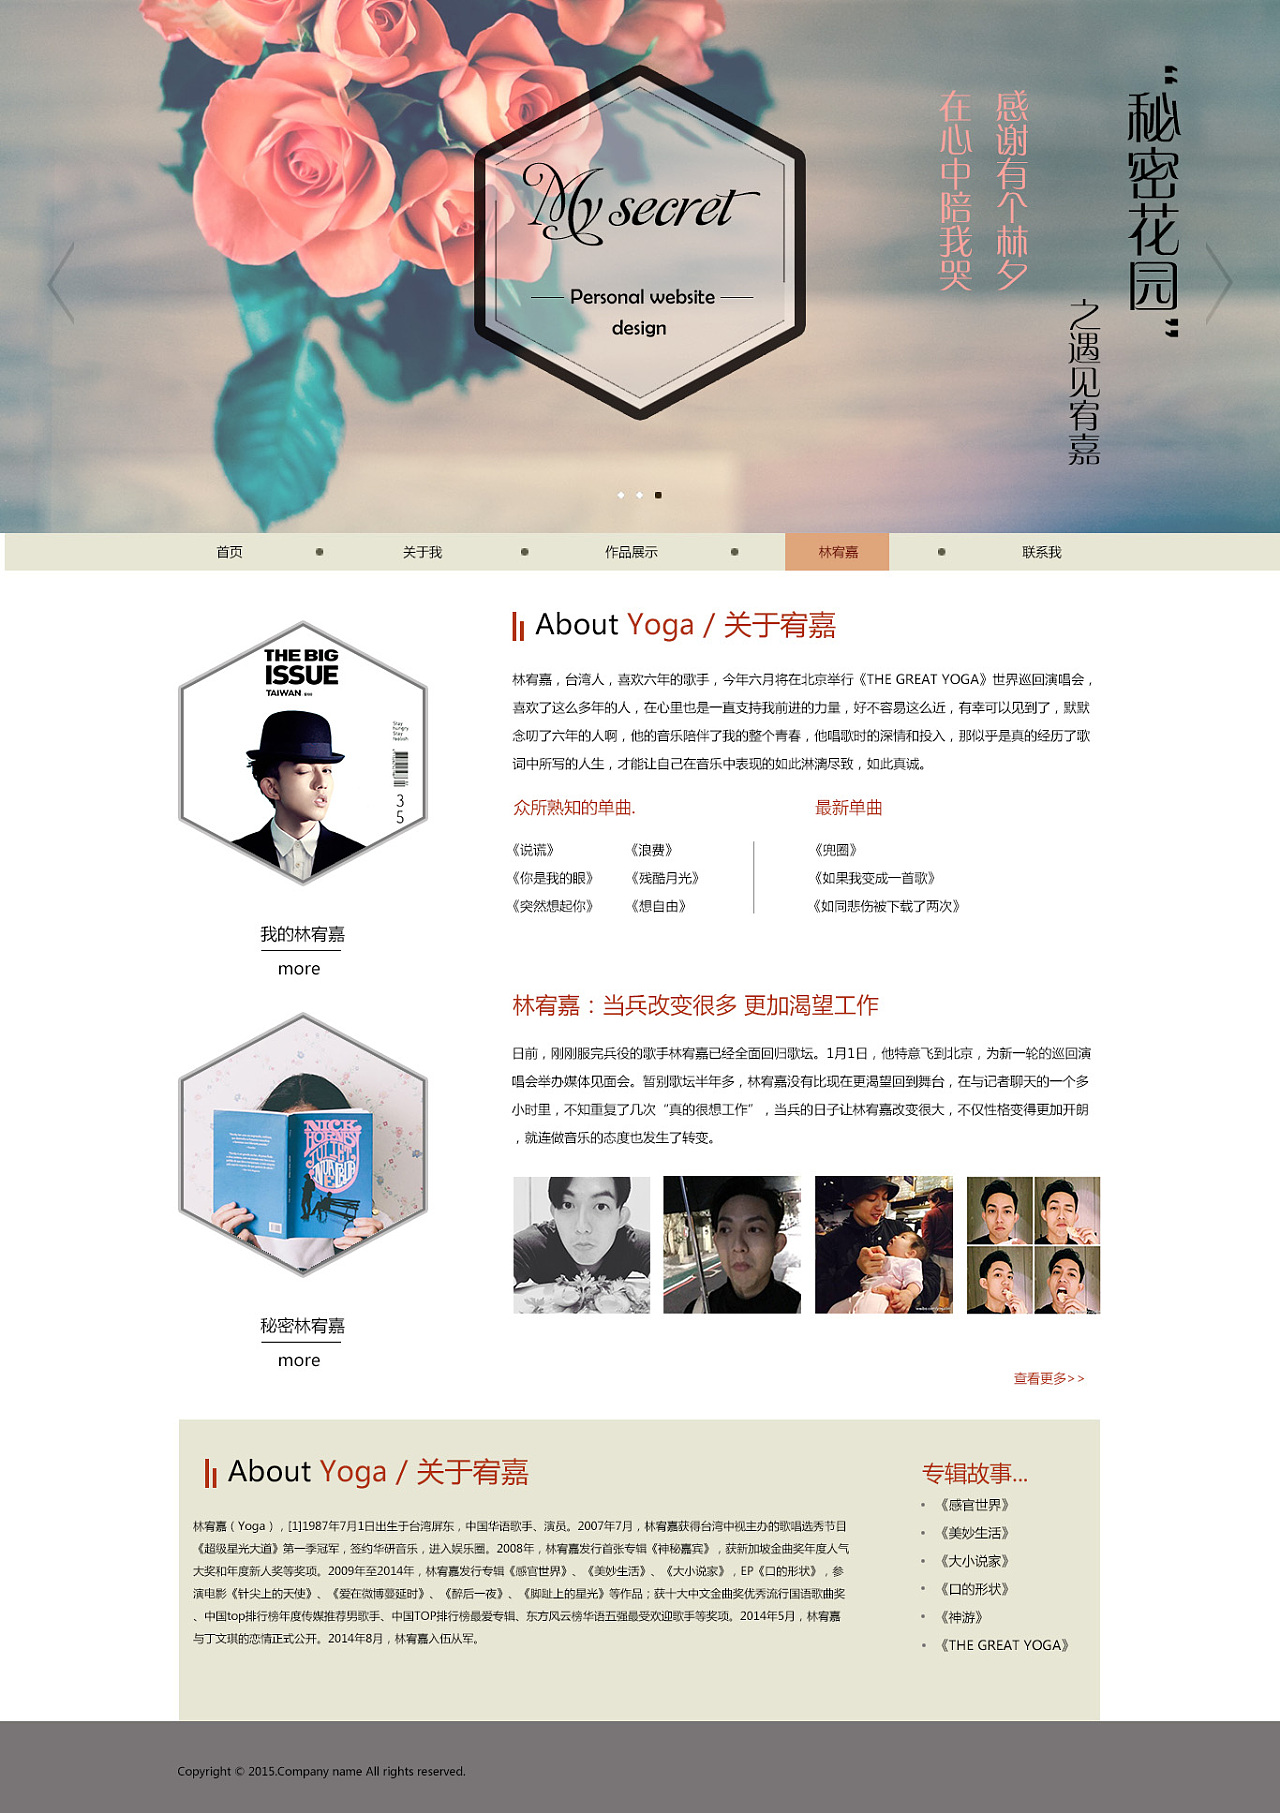 “秘密花园”
之遇见宥嘉
感谢有个林夕
在心中陪我哭
My secret
Personal website
design
首页
关于我
作品展示
林宥嘉
联系我
THE BIG
ISSUE
TAIWAN
Stay
hungry
Stay
foolish
35
我的林宥嘉
more
NICK
HORNBY
JULIET,
NAKED
秘密林宥嘉
more
About Yoga / 关于宥嘉
林宥嘉，台湾人，喜欢六年的歌手，今年六月将在北京举行《THE GREAT YOGA》世界巡回演唱会，
喜欢了这么多年的人，在心里也是一直支持我前进的力量，好不容易这么近，有幸可以见到了，默默
念叨了六年的人啊，他的音乐陪伴了我的整个青春，他唱歌时的深情和投入，那似乎是真的经历了歌
词中所写的人生，才能让自己在音乐中表现的如此淋漓尽致，如此真诚。
众所熟知的单曲.
《说谎》 《浪费》
《你是我的眼》 《残酷月光》
《突然想起你》 《想自由》
最新单曲
《兜圈》
《如果我变成一首歌》
《如同悲伤被下载了两次》
林宥嘉：当兵改变很多 更加渴望工作
日前，刚刚服完兵役的歌手林宥嘉已经全面回归歌坛。1月1日，他特意飞到北京，为新一轮的巡回演
唱会举办媒体见面会。暂别歌坛半年多，林宥嘉没有比现在更渴望回到舞台，在与记者聊天的一个多
小时里，不知重复了几次“真的很想工作”，当兵的日子让林宥嘉改变很大，不仅性格变得更加开朗
，就连做音乐的态度也发生了转变。
查看更多>>
About Yoga / 关于宥嘉
林宥嘉（Yoga），[1]1987年7月1日出生于台湾屏东，中国华语歌手、演员。2007年7月，林宥嘉获得台湾中视主办的歌唱选秀节目
《超级星光大道》第一季冠军，签约华研音乐，进入娱乐圈。2008年，林宥嘉发行首张专辑《神秘嘉宾》，获新加坡金曲奖年度人气
大奖和年度新人奖等奖项。2009年至2014年，林宥嘉发行专辑《感官世界》、《美妙生活》、《大小说家》，EP《口的形状》，参
演电影《针尖上的天使》、《爱在微博蔓延时》、《醉后一夜》、《脚趾上的星光》等作品；获十大中文金曲奖优秀流行国语歌曲奖
、中国top排行榜年度传媒推荐男歌手、中国TOP排行榜最爱专辑、东方风云榜华语五强最受欢迎歌手等奖项。2014年5月，林宥嘉
与丁文琪的恋情正式公开。2014年8月，林宥嘉入伍从军。
专辑故事...
《感官世界》
《美妙生活》
《大小说家》
《口的形状》
《神游》
《THE GREAT YOGA》
Copyright © 2015.Company name All rights reserved.